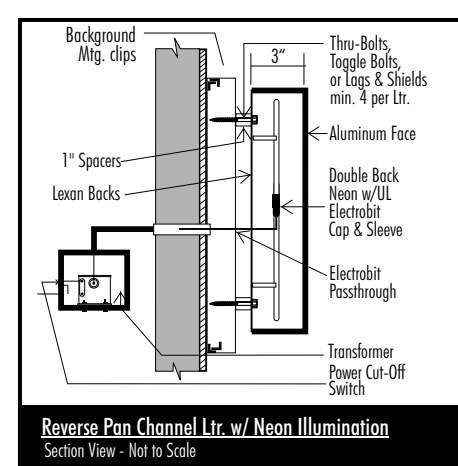 Background
Mtg. clips
3“
Thru-Bolts,
Toggle Bolts,
or Lags & Shields
min. 4 per Ltr.
Aluminum Face
1" Spacers
Lexan Backs
Double Back
Neon w/UL
Electrobit
Cap & Sleeve
Electrobit
Passthrough
Transformer
Power Cut-Off
Switch
Reverse Pan Channel Ltr. w/ Neon Illumination
Section View - Not to Scale